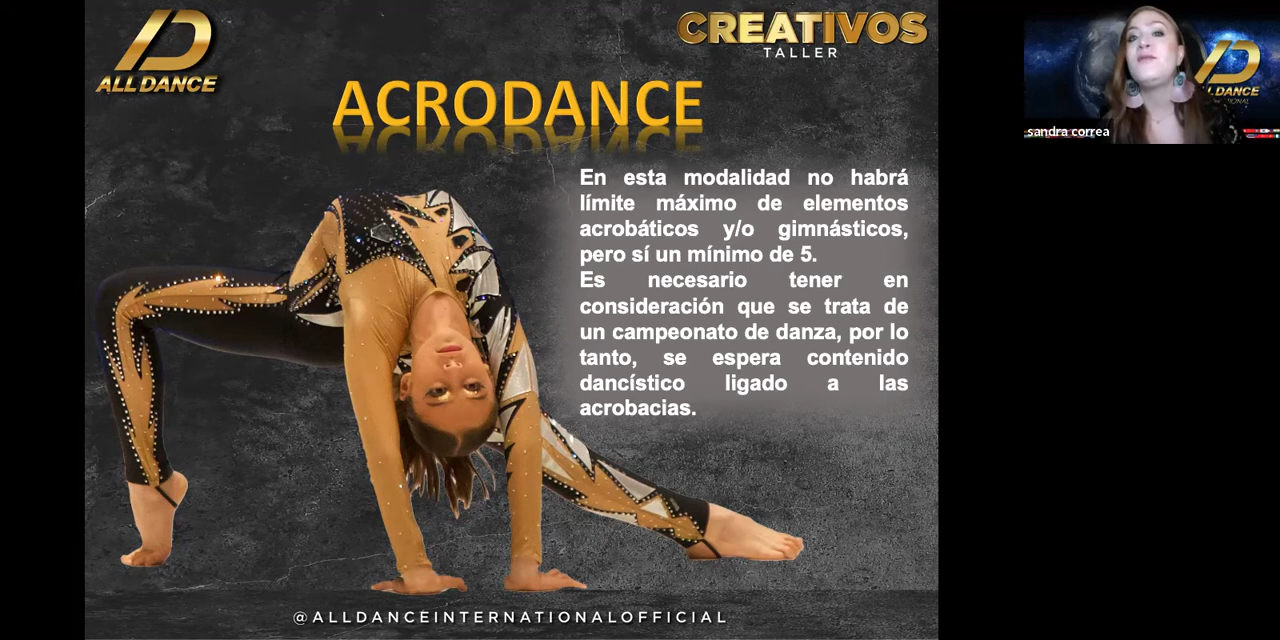 ALL DANCE
CREATIVOS
TALLER
ACRODANCE
En esta modalidad no habrá
límite máximo de elementos
acrobáticos y/o gimnásticos,
pero sí un mínimo de 5.
Es necesario tener en
consideración que se trata de
un campeonato de danza, por lo
tanto, se espera contenido
dancístico ligado a las
acrobacias.
@ALLDANCEINTERNATIONALOFFICIAL
L DANCE
sandra correa